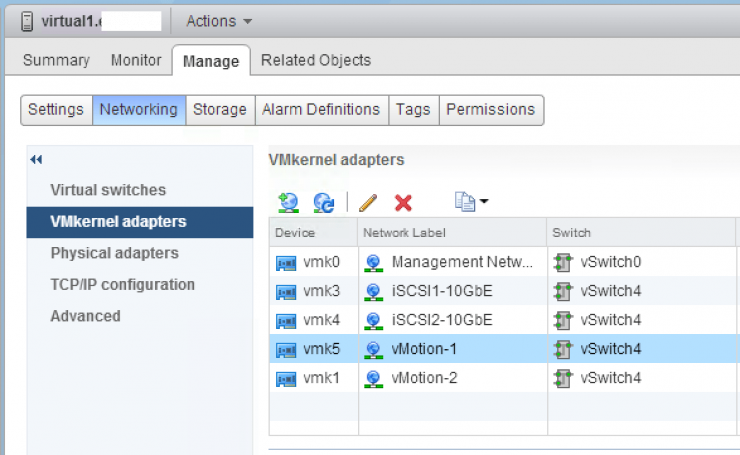 virtual1. Actions
Summary Monitor Manage Related Objects
Settings Networking Storage Alarm Definitions Tags Permissions
Virtual switches
VMkernel adapters
Physical adapters
TCP/IP configuration
Advanced
VMkernel adapters
Device Network Label Switch
vmk0 Management Netw... vSwitch0
vmk3 iSCSI1-10GbE vSwitch4
vmk4 iSCSI2-10GbE vSwitch4
vmk5 vMotion-1 vSwitch4
vmk1 vMotion-2 vSwitch4